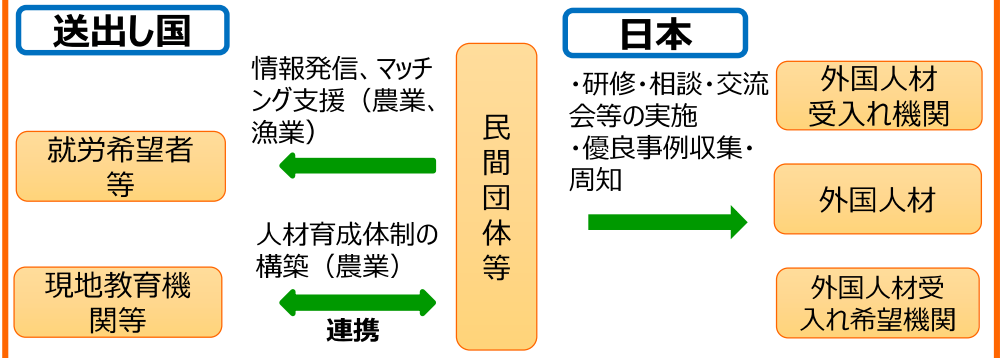 送出し国
情報発信、マッチ
ング支援（農業、
漁業）
就労希望者
等
人材育成体制の
構築（農業）
現地教育機
関等
連携
民間団体等
日本
・研修・相談・交流
会等の実施
・優良事例収集・
周知
外国人材
受入れ機関
外国人材
外国人材受
入れ希望機関